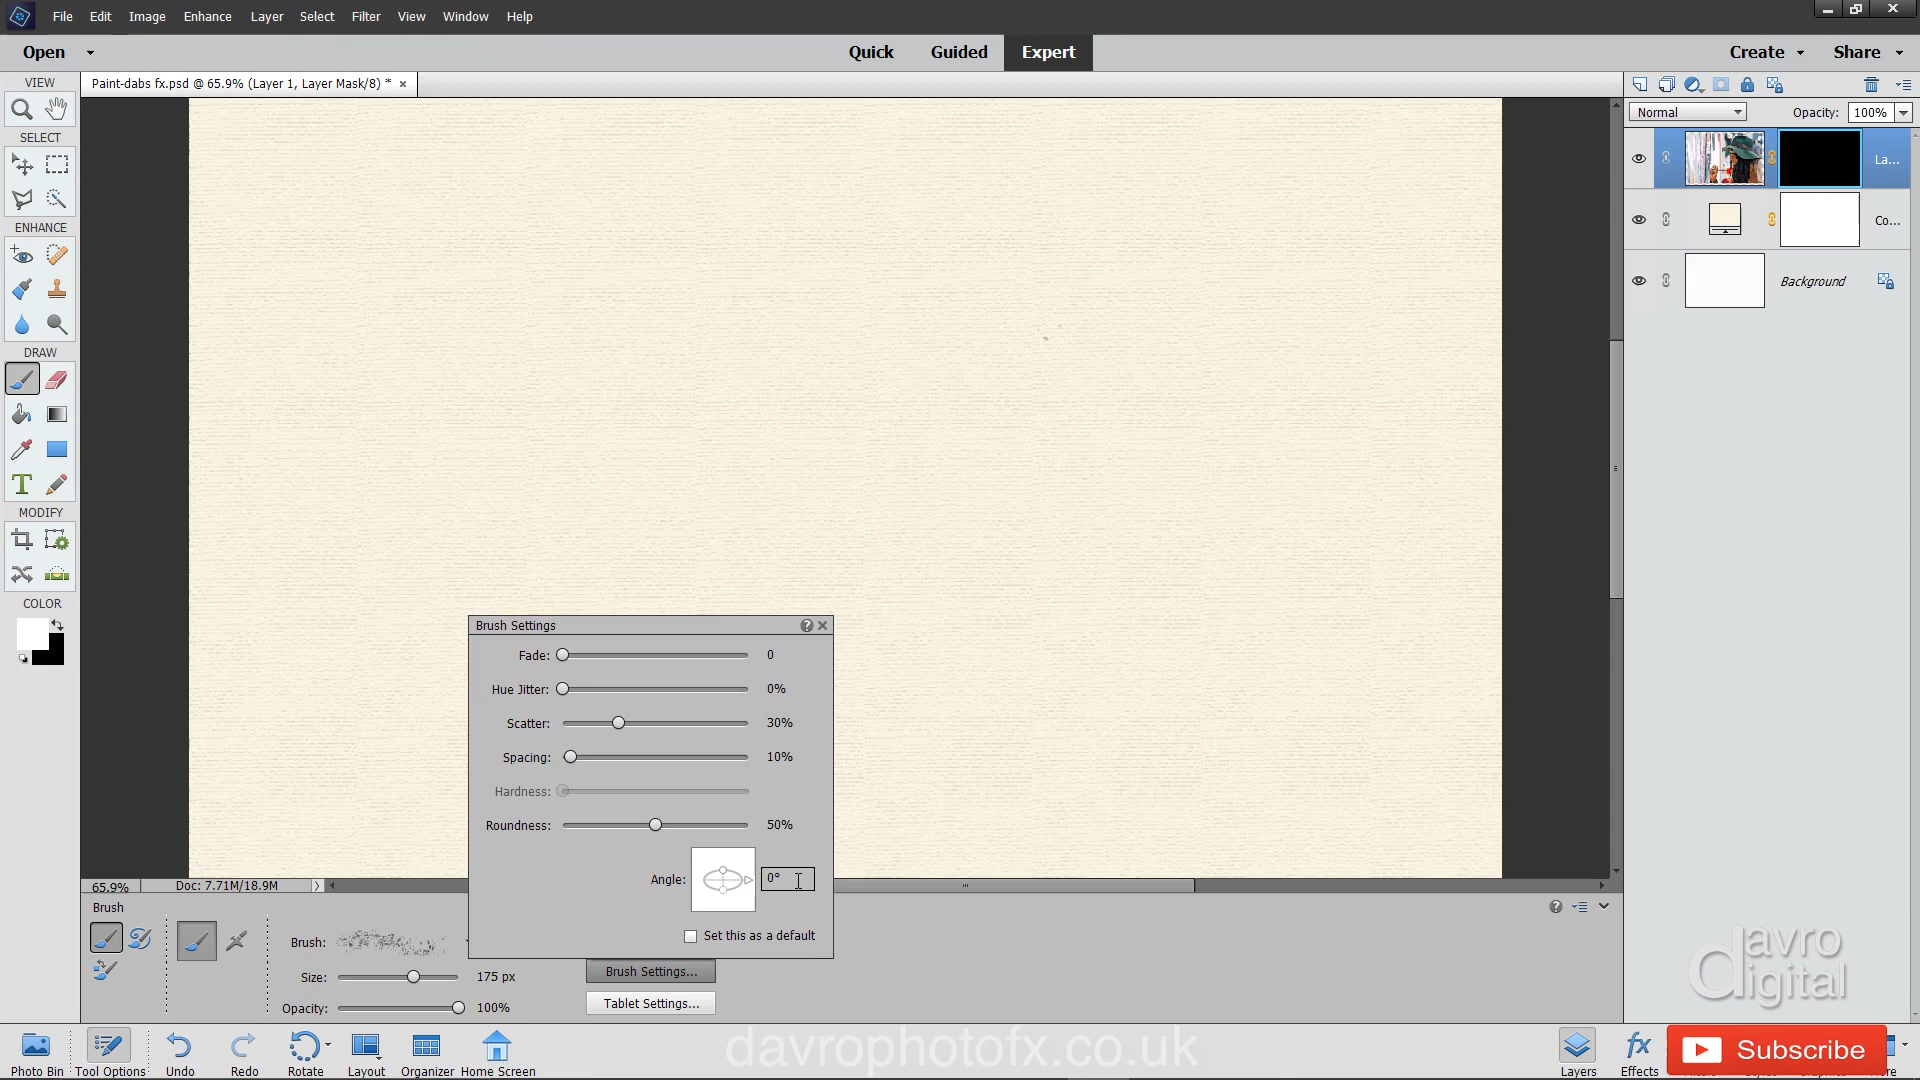 File Edit Image Enhance Layer Select Filter View Window Help
Open Quick Guided Expert Create Share
VIEW
Paint-dabs fx.psd @ 65.9% (Layer 1, Layer Mask/8) * ×
Normal Opacity: 100%
SELECT
La...
Co...
ENHANCE
Background
DRAW
T
MODIFY
COLOR
Brush Settings
Fade: 0
Hue Jitter: 0%
Scatter: 30%
Spacing: 10%
Hardness:
Roundness: 50%
Angle: 0°
Set this as a default
65.9% Doc: 7.71M/18.9M
Brush
Brush:
Size: 175 px
Opacity: 100%
Brush Settings...
Tablet Settings...
davro
digital
davrophotofx.co.uk
Photo Bin Tool Options Undo Redo Rotate Layout Organizer Home Screen
Layers fx Effects
Subscribe